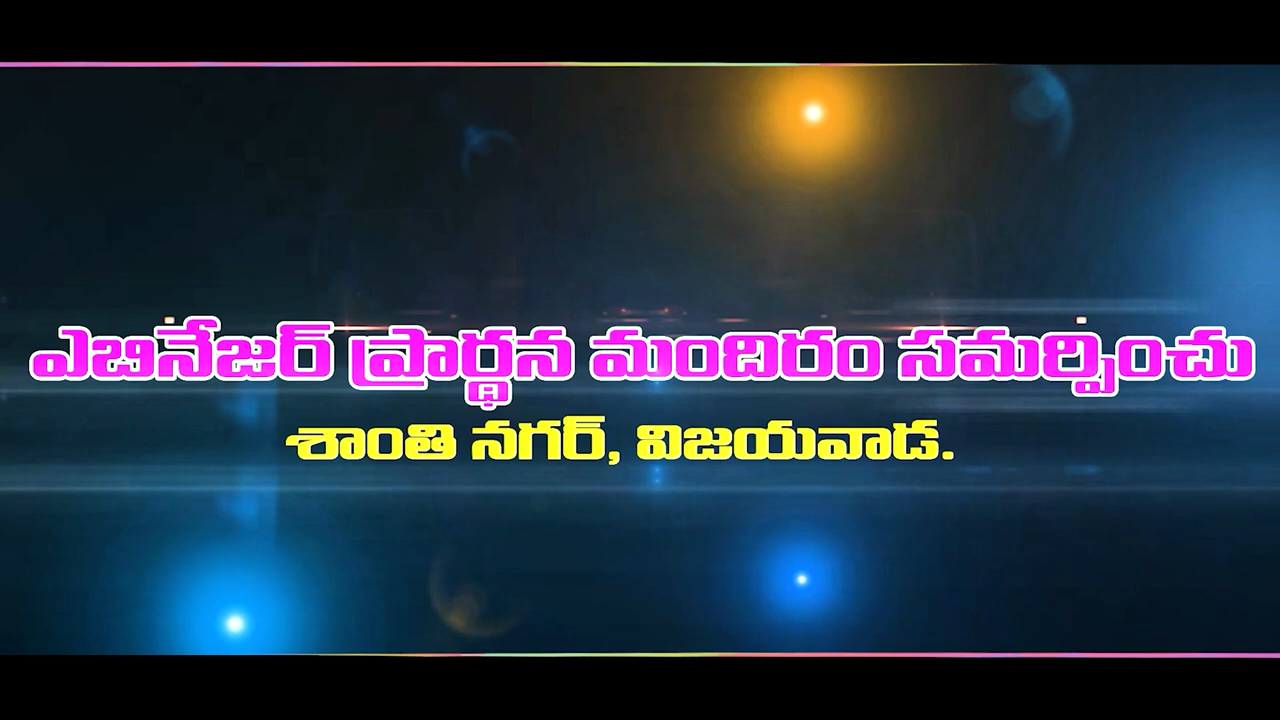 ఎబినేజర్ ప్రార్థన మందిరం సమర్పించు
శాంతి నగర్, విజయవాడ.